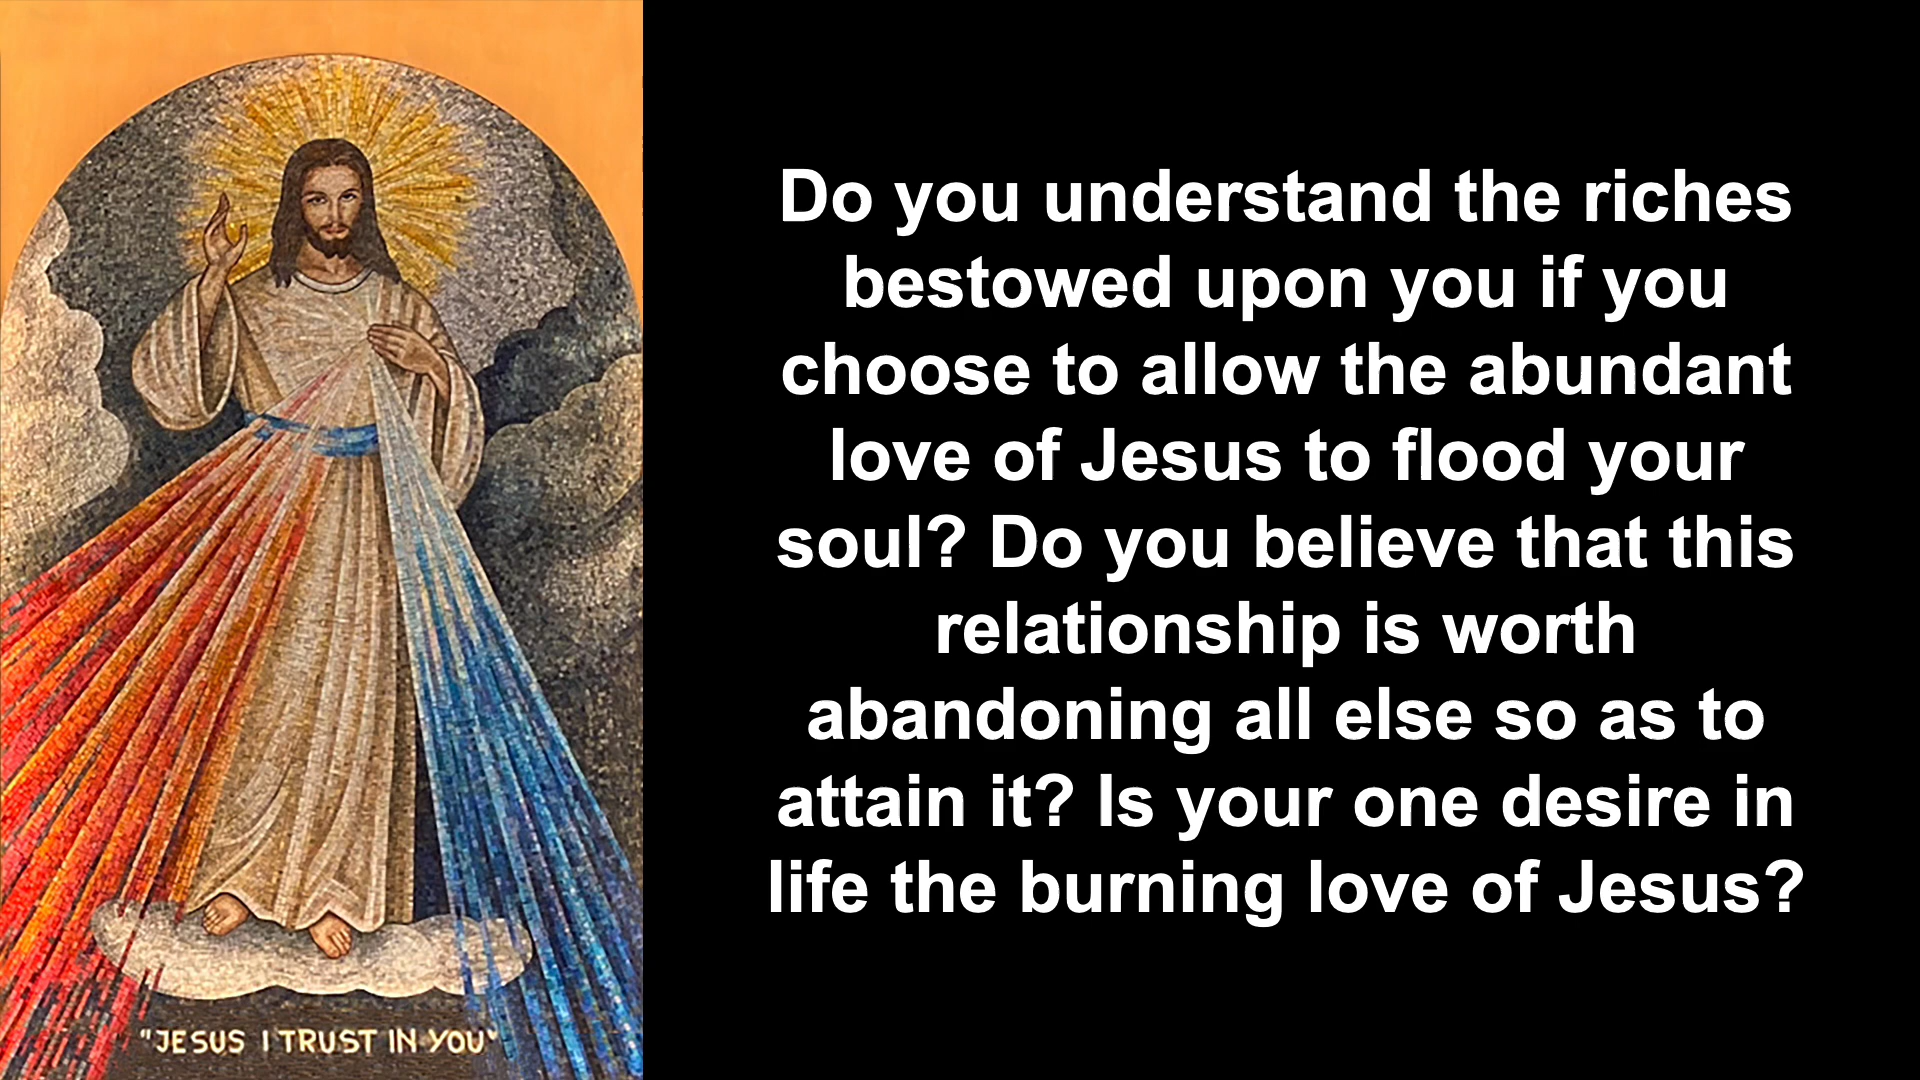 Do you understand the riches
bestowed upon you if you
choose to allow the abundant
love of Jesus to flood your
soul? Do you believe that this
relationship is worth
abandoning all else so as to
attain it? Is your one desire in
life the burning love of Jesus?
"JESUS I TRUST IN YOU"